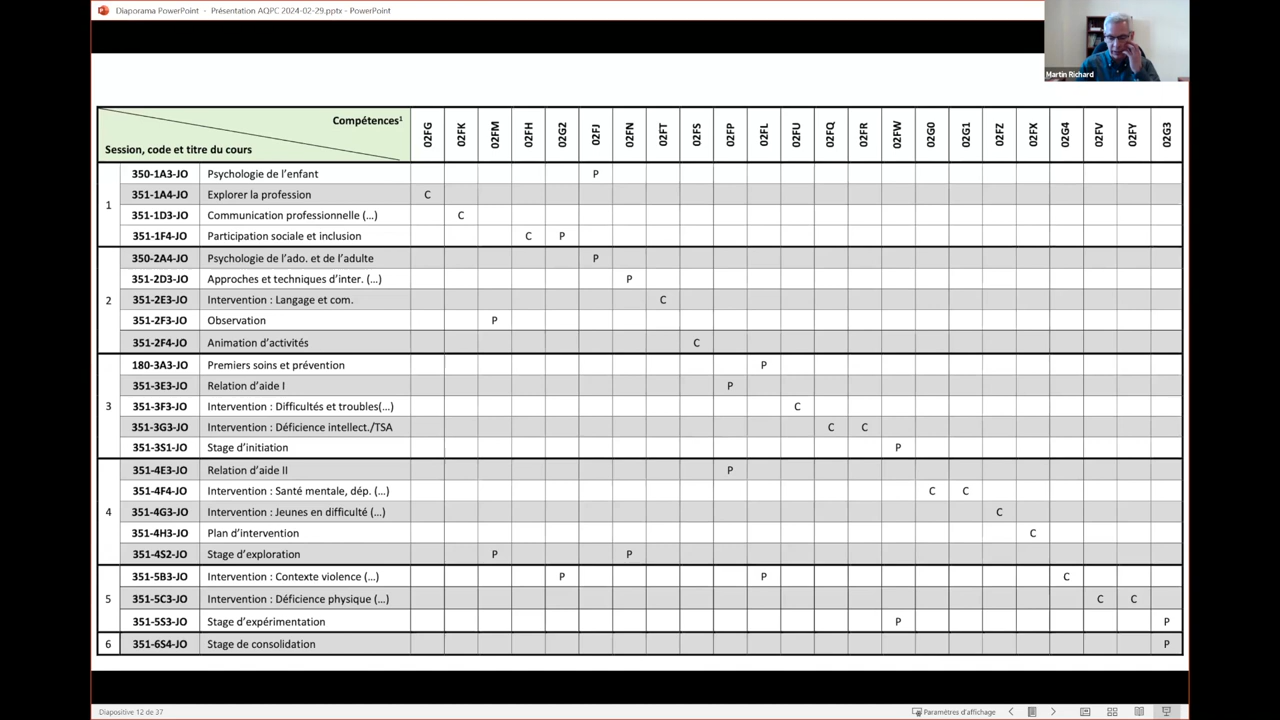 Diaporama PowerPoint - Présentation AQPC 2024-02-29.pptx - PowerPoint
Martin Richard
Compétences¹
Session, code et titre du cours
02FG 02FK 02FM 02FH 02G2 02FJ 02FN 02FT 02FS 02FP 02FL 02FU 02FQ 02FR 02FW 02G0 02G1 02FZ 02FX 02G4 02FV 02FY 02G3
1
350-1A3-JO Psychologie de l'enfant P
351-1A4-JO Explorer la profession C
351-1D3-JO Communication professionnelle (...) C
351-1F4-JO Participation sociale et inclusion C P
2
350-2A4-JO Psychologie de l'ado. et de l'adulte P
351-2D3-JO Approches et techniques d'inter. (...) P
351-2E3-JO Intervention : Langage et com. C
351-2F3-JO Observation P
351-2F4-JO Animation d'activités C
3
180-3A3-JO Premiers soins et prévention P
351-3E3-JO Relation d'aide I P
351-3F3-JO Intervention : Difficultés et troubles(...) C
351-3G3-JO Intervention : Déficience intellect./TSA C C
351-3S1-JO Stage d'initiation P
4
351-4E3-JO Relation d'aide II P
351-4F4-JO Intervention : Santé mentale, dép. (...) C C
351-4G3-JO Intervention : Jeunes en difficulté (...) C
351-4H3-JO Plan d'intervention C
351-4S2-JO Stage d'exploration P P
5
351-5B3-JO Intervention : Contexte violence (...) P P C
351-5C3-JO Intervention : Déficience physique (...) C C
351-5S3-JO Stage d'expérimentation P P
6
351-6S4-JO Stage de consolidation P
Diapositive 12 de 37
Paramètres d'affichage